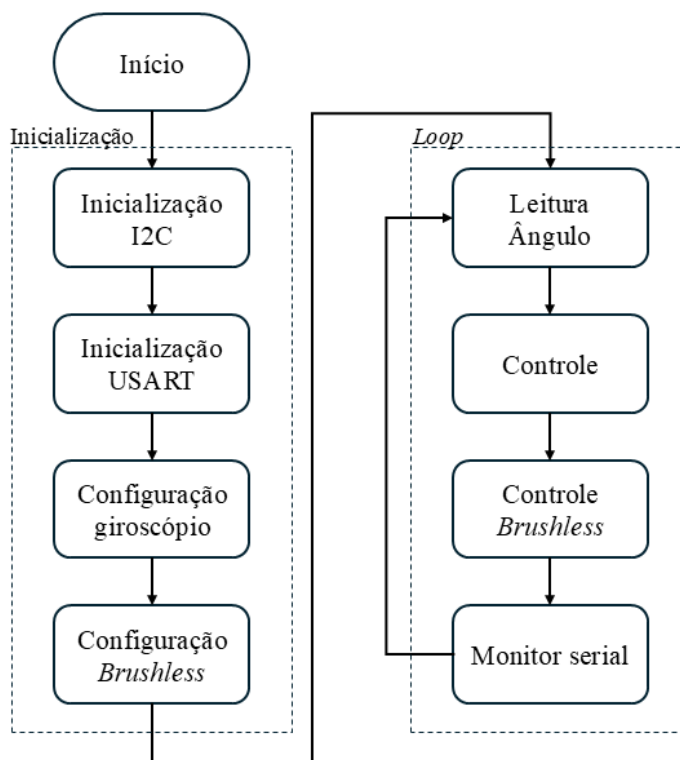 Início
Inicialização
Inicialização
I2C
Inicialização
USART
Configuração
giroscópio
Configuração
Brushless
Loop
Leitura
Ângulo
Controle
Controle
Brushless
Monitor serial